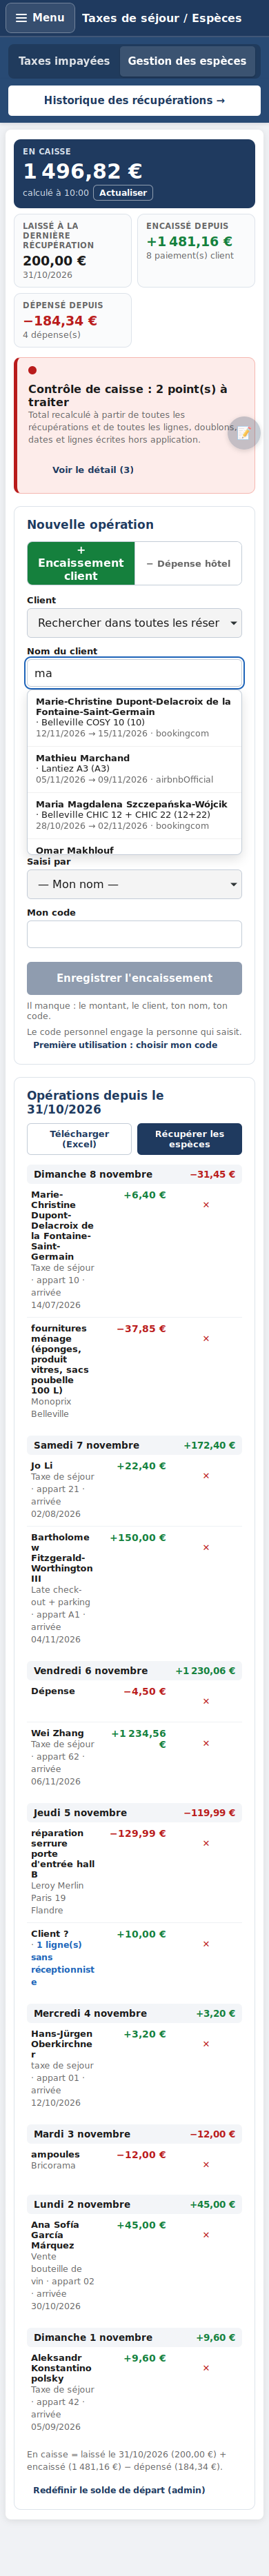 Menu
Taxes de séjour / Espèces
Taxes impayées
Gestion des espèces
Historique des récupérations →
EN CAISSE
1 496,82 €
calculé à 10:00
Actualiser
LAISSÉ À LA
DERNIÈRE
RÉCUPÉRATION
200,00 €
31/10/2026
ENCAISSÉ DEPUIS
+1 481,16 €
8 paiement(s) client
DÉPENSÉ DEPUIS
−184,34 €
4 dépense(s)
Contrôle de caisse : 2 point(s) à
traiter
Total recalculé à partir de toutes les
récupérations et de toutes les lignes, doublons,
dates et lignes écrites hors application.
Voir le détail (3)
Nouvelle opération
+
Encaissement
client
− Dépense hôtel
Client
Rechercher dans toutes les réser
Nom du client
ma
Marie-Christine Dupont-Delacroix de la
Fontaine-Saint-Germain
· Belleville COSY 10 (10)
12/11/2026 → 15/11/2026 · bookingcom
Mathieu Marchand
· Lantiez A3 (A3)
05/11/2026 → 09/11/2026 · airbnbOfficial
Maria Magdalena Szczepańska-Wójcik
· Belleville CHIC 12 + CHIC 22 (12+22)
28/10/2026 → 02/11/2026 · bookingcom
Omar Makhlouf
Saisi par
— Mon nom —
Mon code
Enregistrer l'encaissement
Il manque : le montant, le client, ton nom, ton
code.
Le code personnel engage la personne qui saisit.
Première utilisation : choisir mon code
Opérations depuis le
31/10/2026
Télécharger
(Excel)
Récupérer les
espèces
Dimanche 8 novembre −31,45 €
Marie-
Christine
Dupont-
Delacroix de
la Fontaine-
Saint-
Germain
+6,40 €
×
Taxe de séjour
· appart 10 ·
arrivée
14/07/2026
fournitures
ménage
(éponges,
produit
vitres, sacs
poubelle
100 L)
−37,85 €
×
Monoprix
Belleville
Samedi 7 novembre +172,40 €
Jo Li
+22,40 €
×
Taxe de séjour
· appart 21 ·
arrivée
02/08/2026
Bartholome
w
Fitzgerald-
Worthington
III
+150,00 €
×
Late check-
out + parking
· appart A1 ·
arrivée
04/11/2026
Vendredi 6 novembre +1 230,06 €
Dépense
−4,50 €
×
Wei Zhang
+1 234,56
€
×
Taxe de séjour
· appart 62 ·
arrivée
06/11/2026
Jeudi 5 novembre −119,99 €
réparation
serrure
porte
d'entrée hall
B
−129,99 €
×
Leroy Merlin
Paris 19
Flandre
Client ?
+10,00 €
×
· 1 ligne(s)
sans
réceptionnist
e
Mercredi 4 novembre +3,20 €
Hans-Jürgen
Oberkirchne
r
+3,20 €
×
taxe de sejour
· appart 01 ·
arrivée
12/10/2026
Mardi 3 novembre −12,00 €
ampoules
−12,00 €
×
Bricorama
Lundi 2 novembre +45,00 €
Ana Sofía
García
Márquez
+45,00 €
×
Vente
bouteille de
vin · appart 02
· arrivée
30/10/2026
Dimanche 1 novembre +9,60 €
Aleksandr
Konstantino
polsky
+9,60 €
×
Taxe de séjour
· appart 42 ·
arrivée
05/09/2026
En caisse = laissé le 31/10/2026 (200,00 €) +
encaissé (1 481,16 €) − dépensé (184,34 €).
Redéfinir le solde de départ (admin)